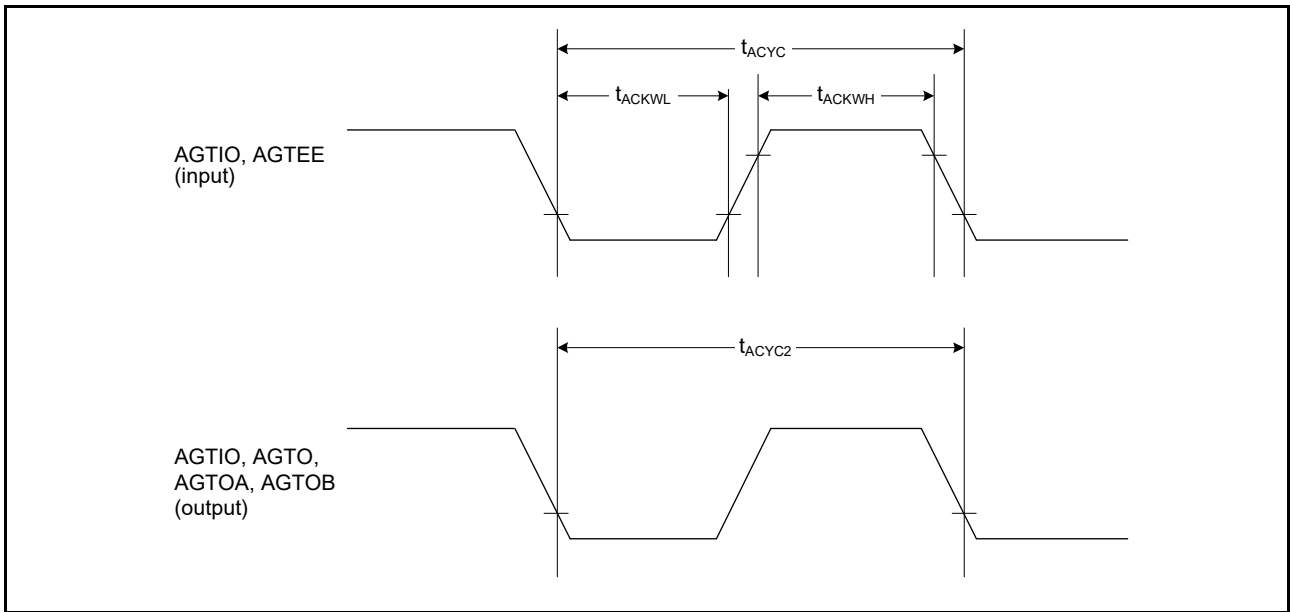 tACYC
tACKWL
tACKWH
AGTIO, AGTEE
(input)
tACYC2
AGTIO, AGTO,
AGTOA, AGTOB
(output)